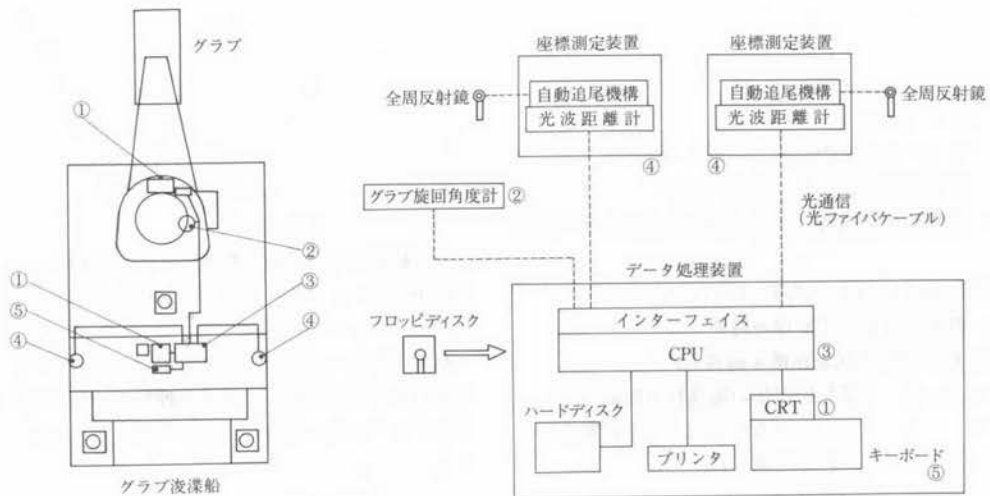 グラブ
①
②
①
③
⑤
④
④
グラブ浚渫船
座標測定装置
座標測定装置
全周反射鏡
自動追尾機構
光波距離計
④
自動追尾機構
光波距離計
④
全周反射鏡
グラブ旋回角度計 ②
光通信
(光ファイバケーブル)
データ処理装置
フロッピディスク
インターフェイス
CPU
③
ハードディスク
プリンタ
CRT ①
キーボード
⑤